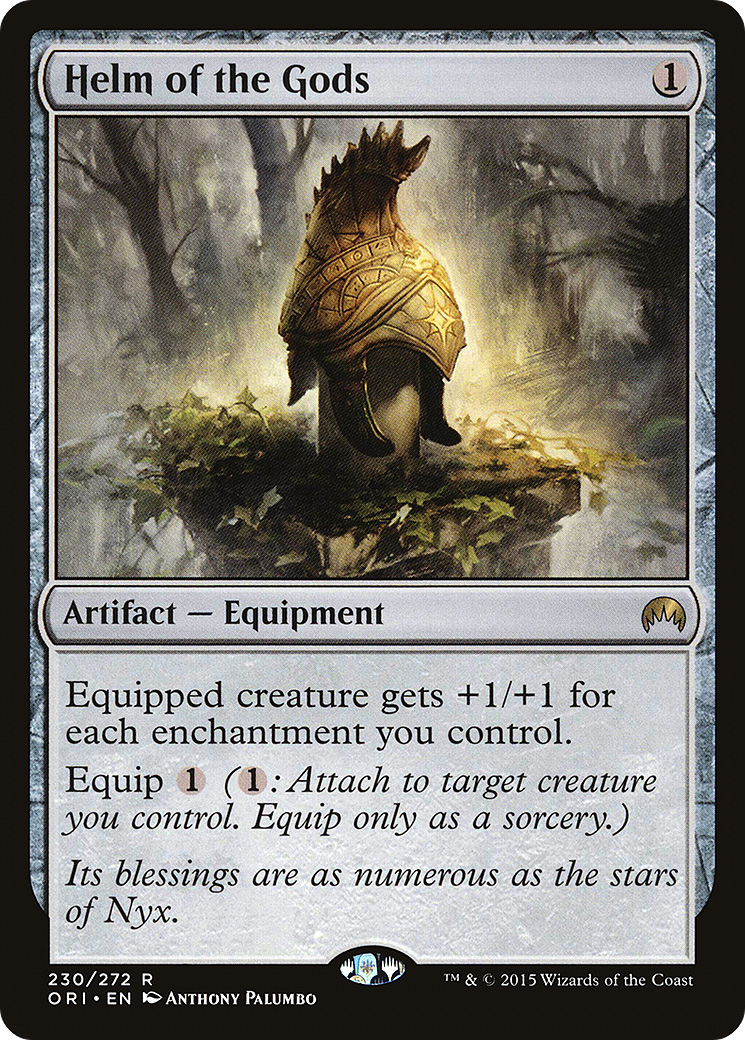 Helm of the Gods 1
Artifact — Equipment
Equipped creature gets +1/+1 for
each enchantment you control.
Equip 1 (1: Attach to target creature
you control. Equip only as a sorcery.)
Its blessings are as numerous as the stars
of Nyx.
230/272 R ™ & © 2015 Wizards of the Coast
ORI • EN Anthony Palumbo